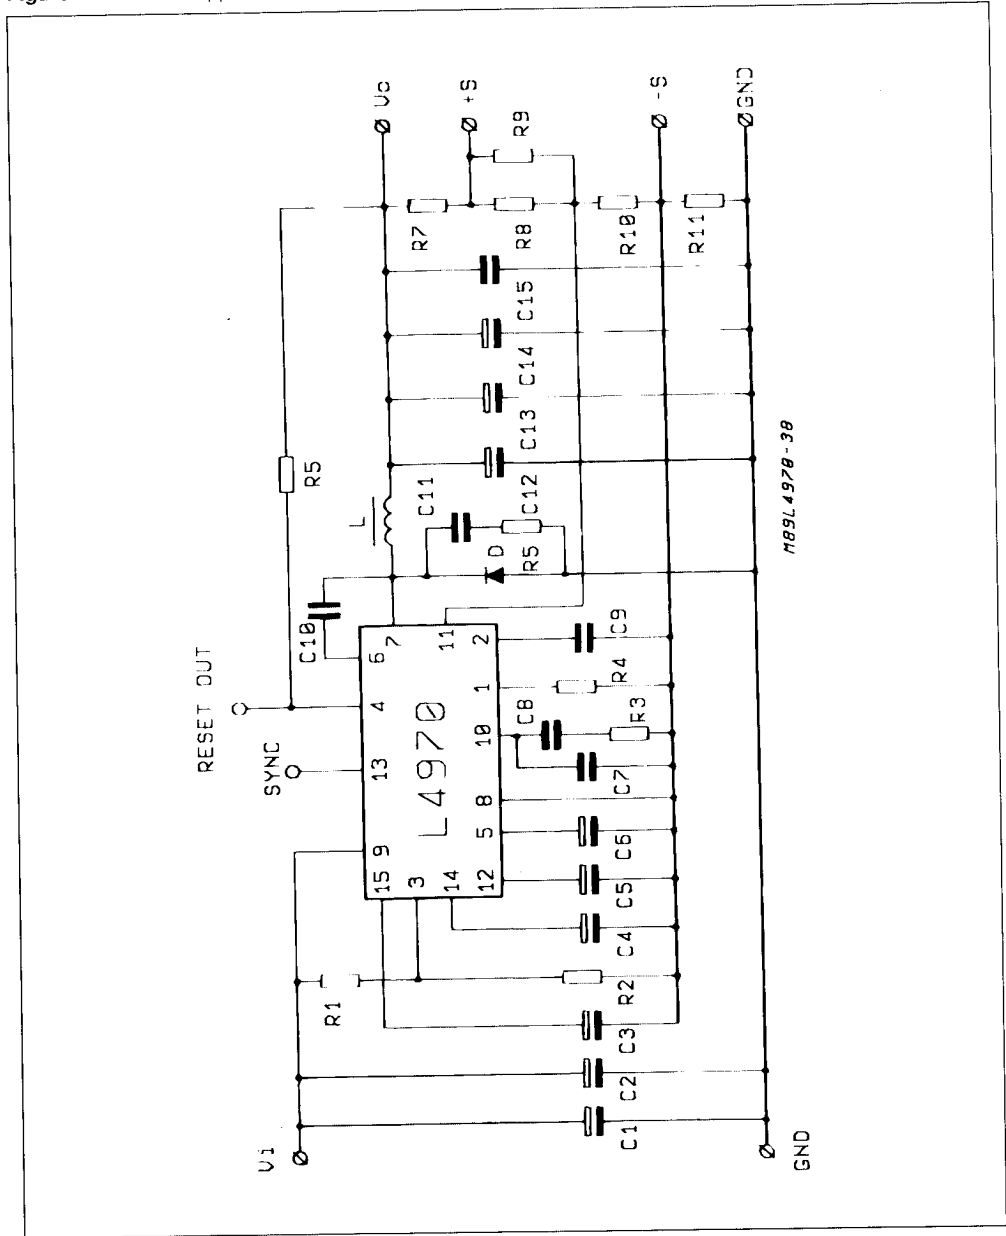 RESET OUT
SYNC
Vi
R1
C10
L
R5
Vo
+S
9
13
4
6
15
3
14
7
11
L4970
12
5
8
10
1
2
D
C11
R5
C12
C13
C14
C15
R7
R8
R9
R10
R11
-S
C1
C2
C3
R2
C4
C5
C6
C7
C8
R3
R4
C9
GND
GND
M89L4970-38